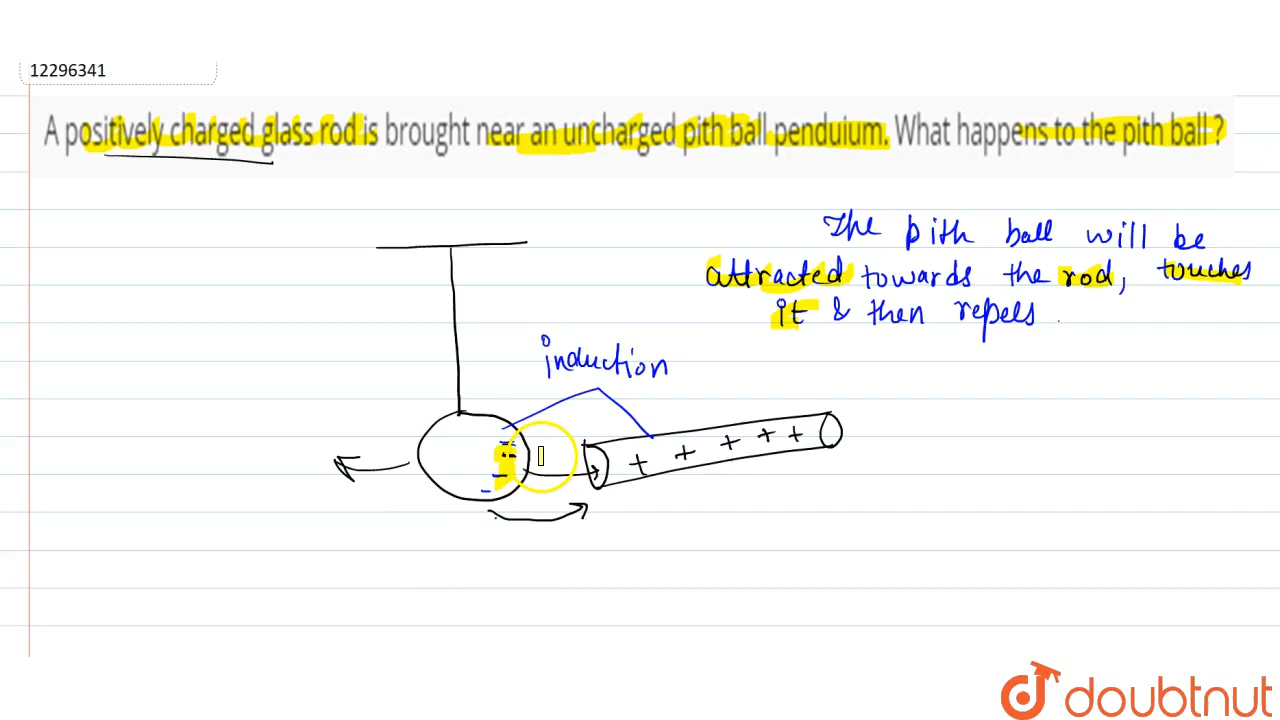 12296341
A positively charged glass rod is brought near an uncharged pith ball penduium. What happens to the pith ball ?
The pith ball will be
attracted towards the rod, touches
it & then repels.
induction
+ + + + +
doubtnut